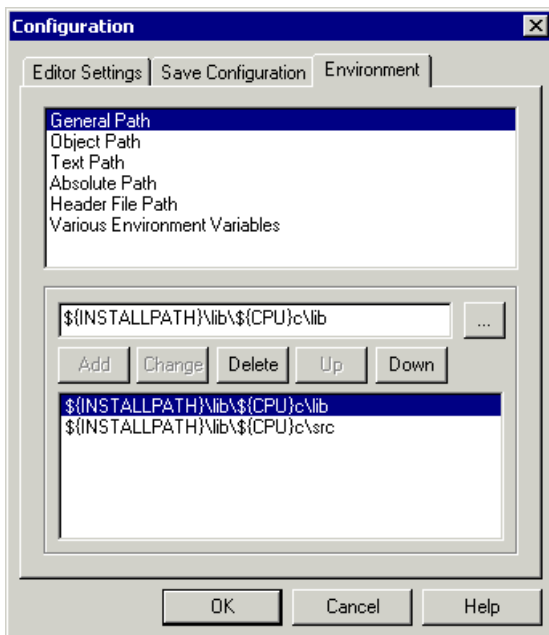 Configuration
Editor Settings Save Configuration Environment
General Path
Object Path
Text Path
Absolute Path
Header File Path
Various Environment Variables
${INSTALLPATH}\lib\${CPU}c\lib ...
Add Change Delete Up Down
${INSTALLPATH}\lib\${CPU}c\lib
${INSTALLPATH}\lib\${CPU}c\src
OK Cancel Help